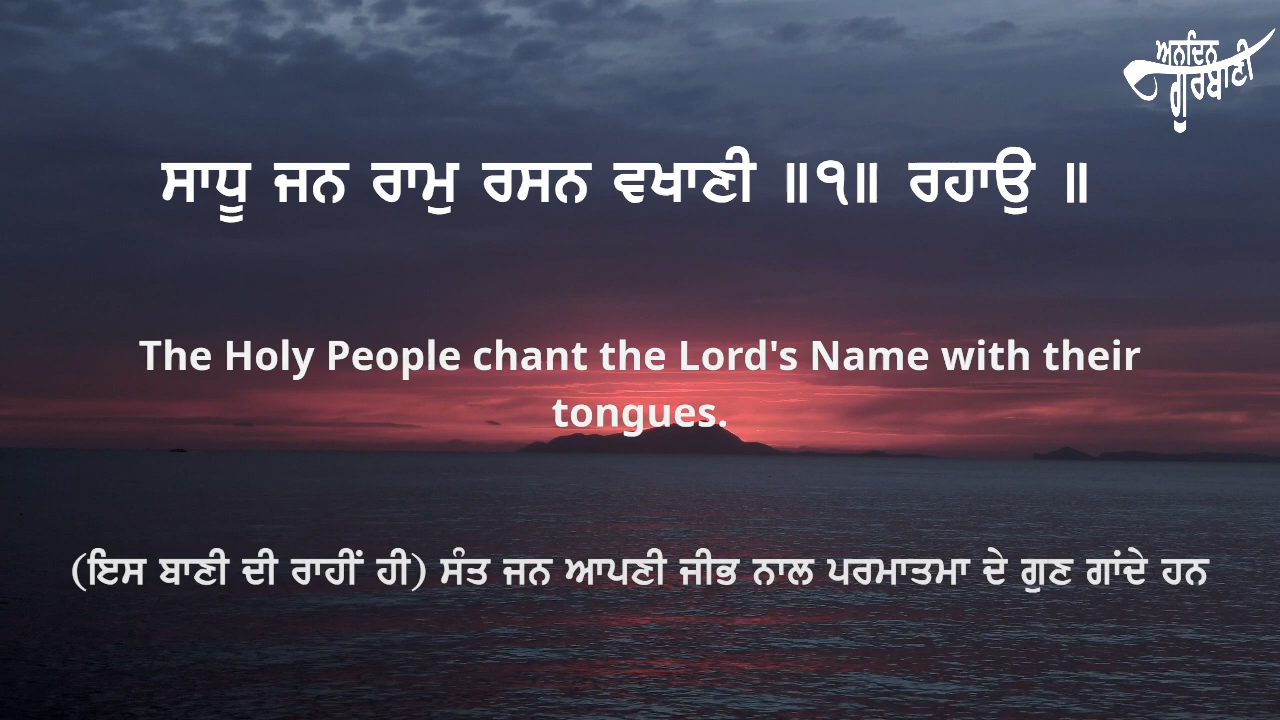 ਅਨਦਿਨ
ਗੁਰਬਾਣੀ
ਸਾਧੂ ਜਨ ਰਾਮੁ ਰਸਨ ਵਖਾਣੀ ॥੧॥ ਰਹਾਉ ॥
The Holy People chant the Lord's Name with their
tongues.
(ਇਸ ਬਾਣੀ ਦੀ ਰਾਹੀਂ ਹੀ) ਸੰਤ ਜਨ ਆਪਣੀ ਜੀਭ ਨਾਲ ਪਰਮਾਤਮਾ ਦੇ ਗੁਣ ਗਾਂਦੇ ਹਨ